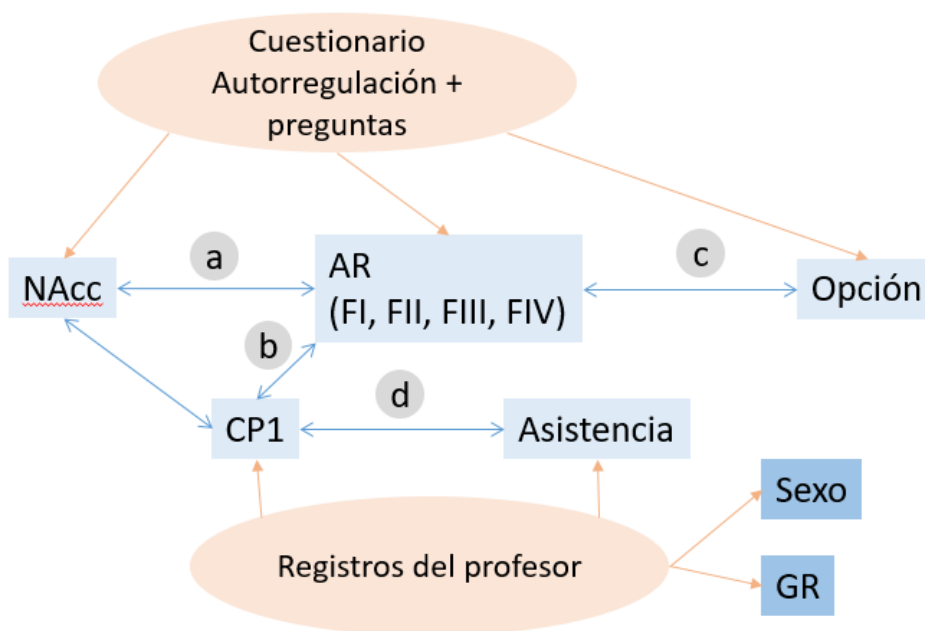 Cuestionario
Autorregulación +
preguntas
a
c
NAcc
AR
(FI, FII, FIII, FIV)
Opción
b
d
CP1
Asistencia
Sexo
Registros del profesor
GR